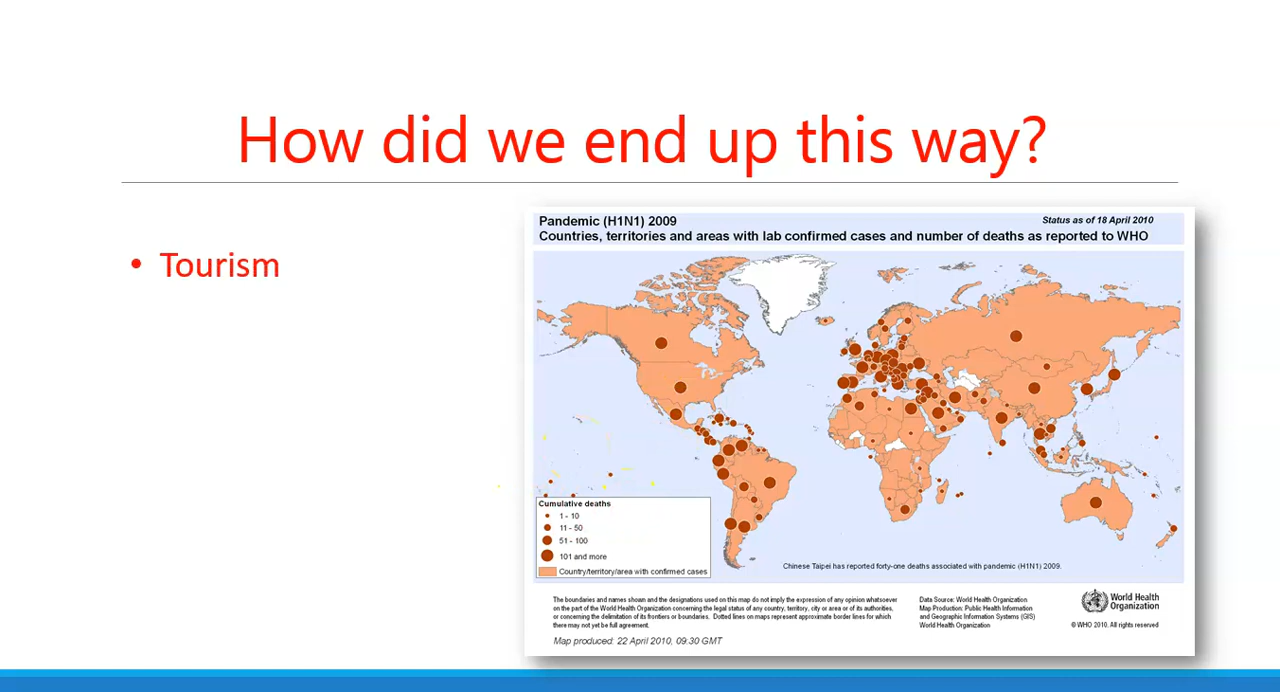 How did we end up this way?
• Tourism
Pandemic (H1N1) 2009
Status as of 18 April 2010
Countries, territories and areas with lab confirmed cases and number of deaths as reported to WHO
Cumulative deaths
1 - 10
11 - 50
51 - 100
101 and more
Country/territory/area with confirmed cases
Chinese Taipei has reported forty-one deaths associated with pandemic (H1N1) 2009.
The boundaries and names shown and the designations used on this map do not imply the expression of any opinion whatsoever
on the part of the World Health Organization concerning the legal status of any country, territory, city or area or of its authorities,
or concerning the delimitation of its frontiers or boundaries. Dotted lines on maps represent approximate border lines for which
there may not yet be full agreement.
Map produced: 22 April 2010, 09:30 GMT
Data Source: World Health Organization
Map Production: Public Health Information
and Geographic Information Systems (GIS)
World Health Organization
World Health
Organization
© WHO 2010. All rights reserved